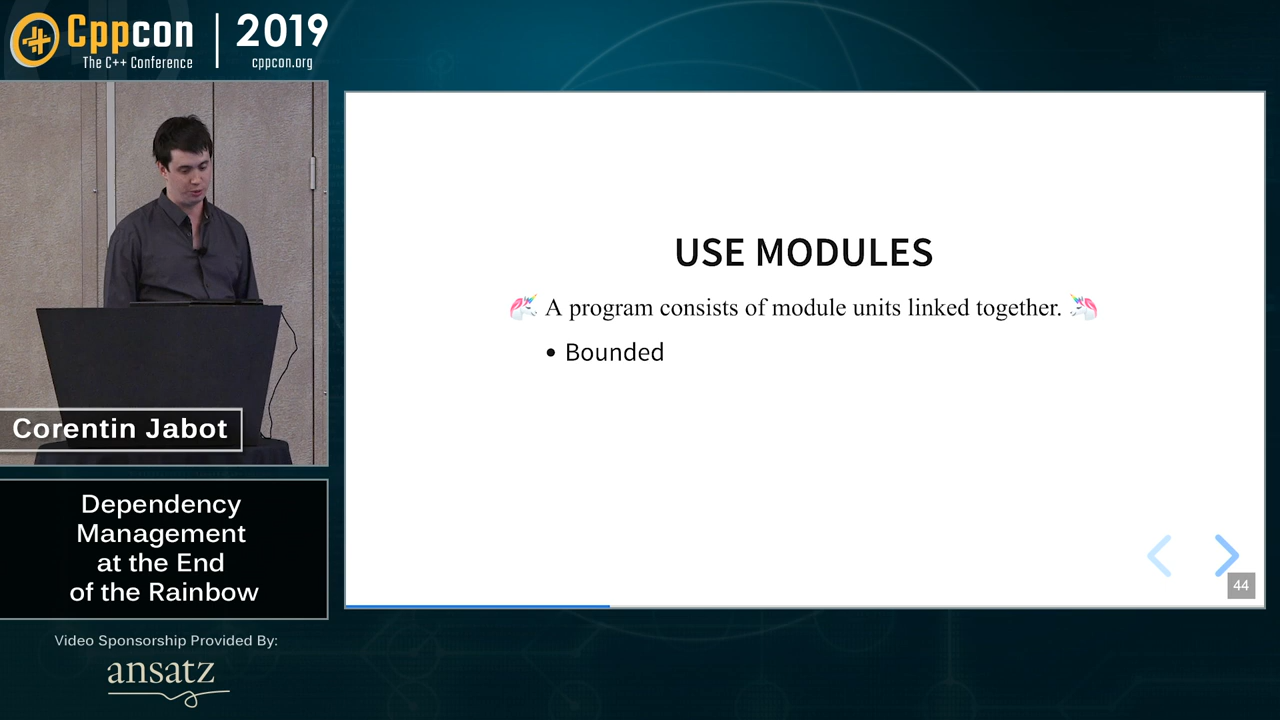 Cppcon | 2019
The C++ Conference
cppcon.org
USE MODULES
🦄 A program consists of module units linked together. 🦄
• Bounded
44
Corentin Jabot
Dependency
Management
at the End
of the Rainbow
Video Sponsorship Provided By:
ansatz